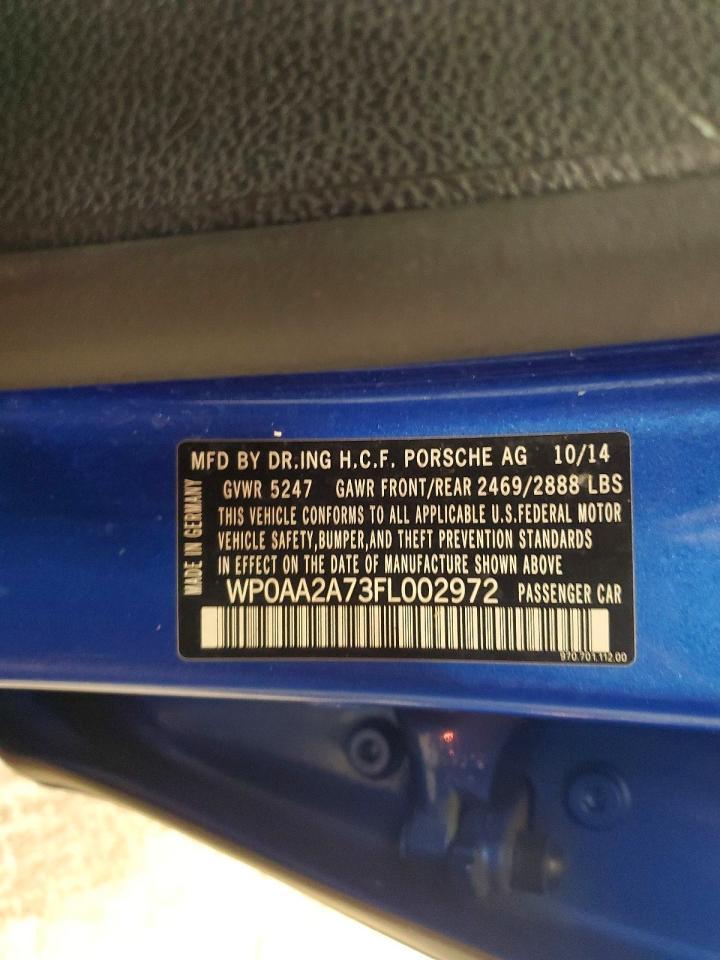 MFD BY DR.ING H.C.F. PORSCHE AG 10/14
GVWR 5247 GAWR FRONT/REAR 2469/2888 LBS
THIS VEHICLE CONFORMS TO ALL APPLICABLE U.S.FEDERAL MOTOR
VEHICLE SAFETY,BUMPER,AND THEFT PREVENTION STANDARDS
IN EFFECT ON THE DATE OF MANUFACTURE SHOWN ABOVE
WP0AA2A73FL002972 PASSENGER CAR
MADE IN GERMANY
970.701.112.00